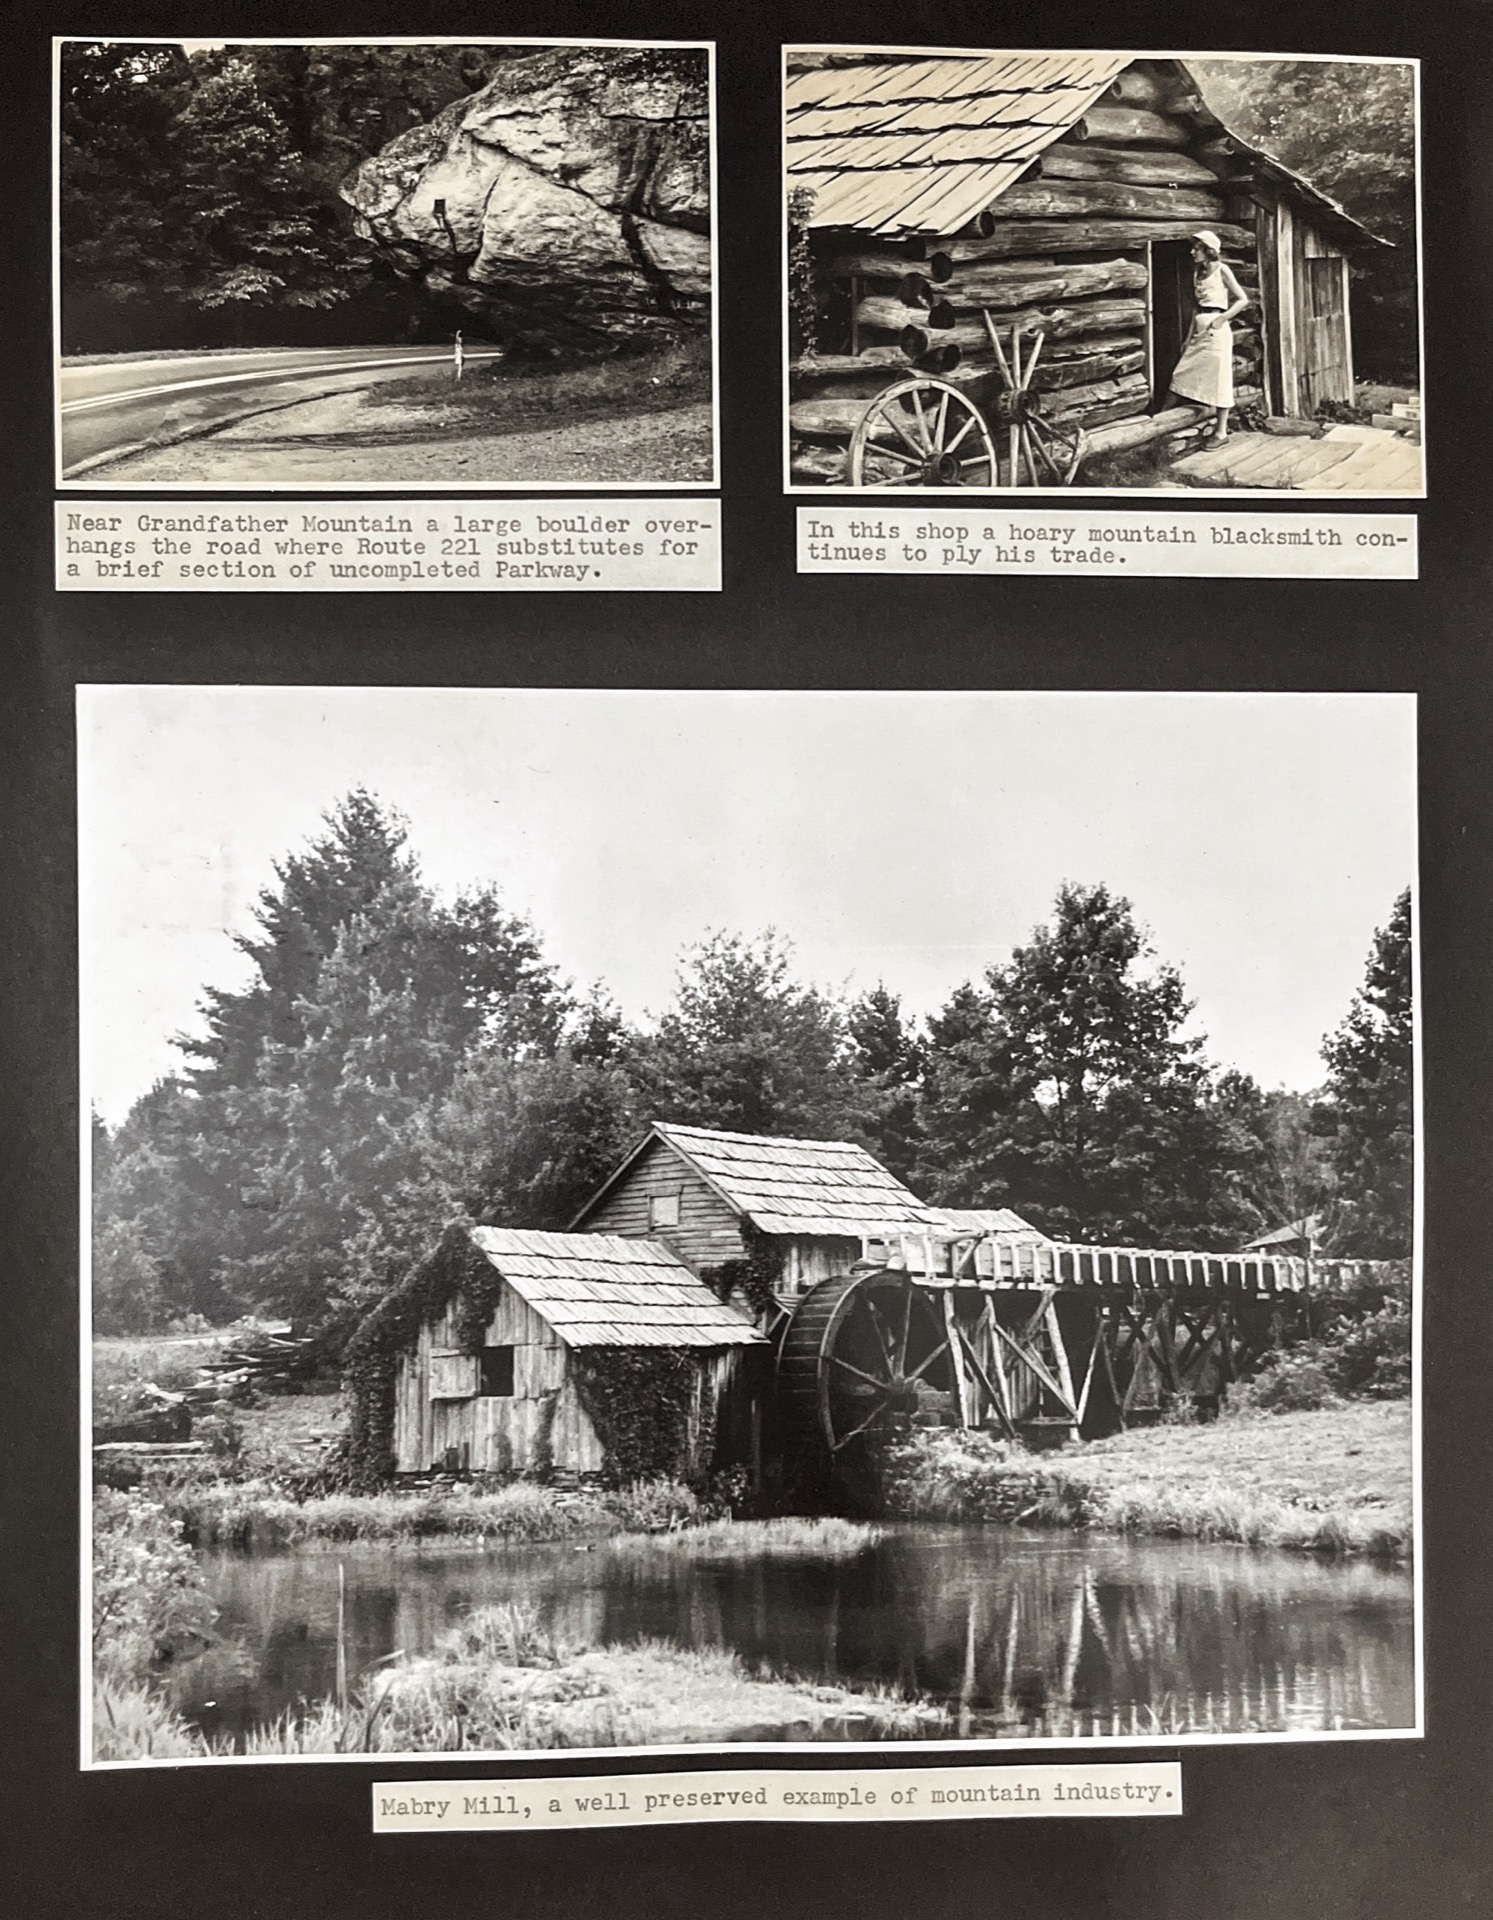 Near Grandfather Mountain a large boulder over-
hangs the road where Route 221 substitutes for
a brief section of uncompleted Parkway.
In this shop a hoary mountain blacksmith con-
tinues to ply his trade.
Mabry Mill, a well preserved example of mountain industry.